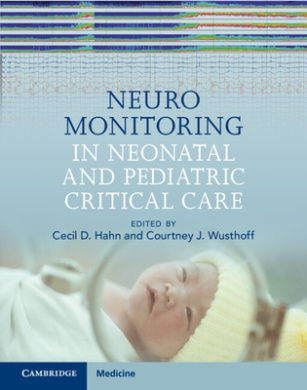 NEURO
MONITORING
IN NEONATAL
AND PEDIATRIC
CRITICAL CARE
EDITED BY
Cecil D. Hahn and Courtney J. Wusthoff
CAMBRIDGE Medicine